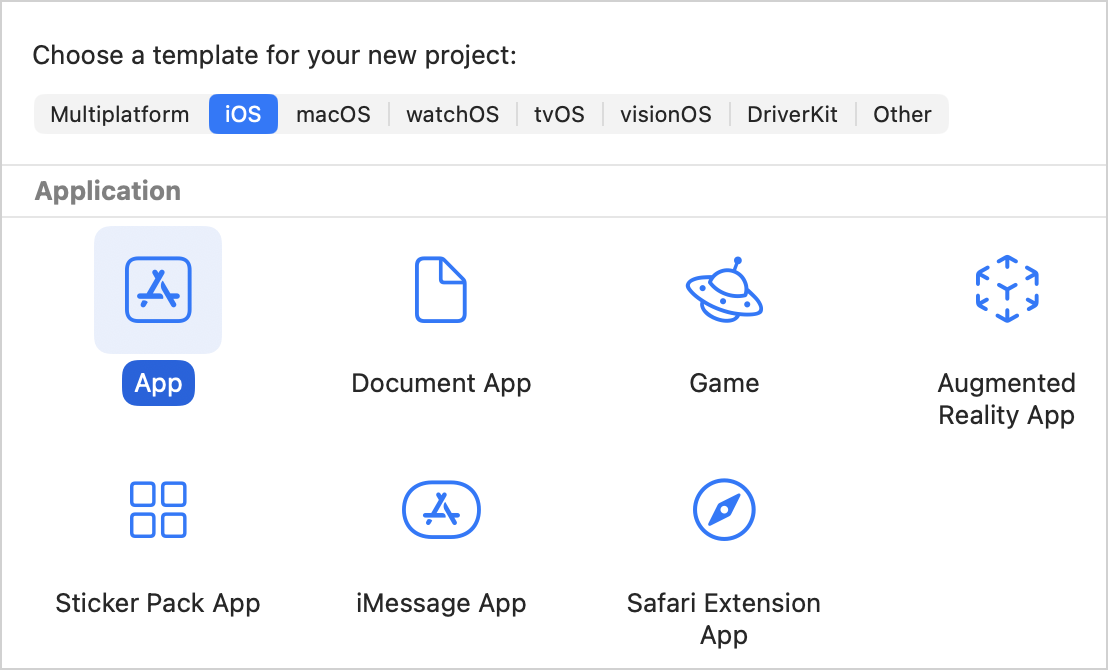 Choose a template for your new project:
Multiplatform iOS macOS watchOS tvOS visionOS DriverKit Other
Application
App Document App Game Augmented
Reality App
Sticker Pack App iMessage App Safari Extension
App